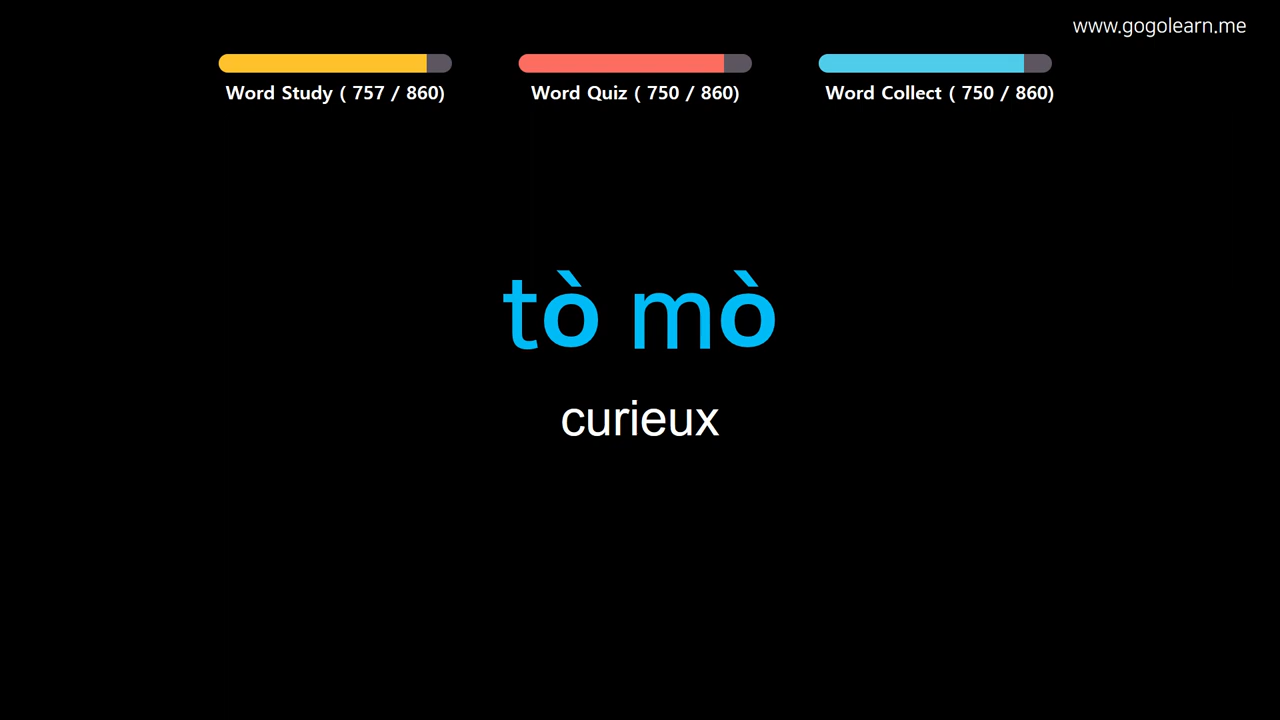 www.gogolearn.me
Word Study ( 757 / 860)
Word Quiz ( 750 / 860)
Word Collect ( 750 / 860)
tò mò
curieux